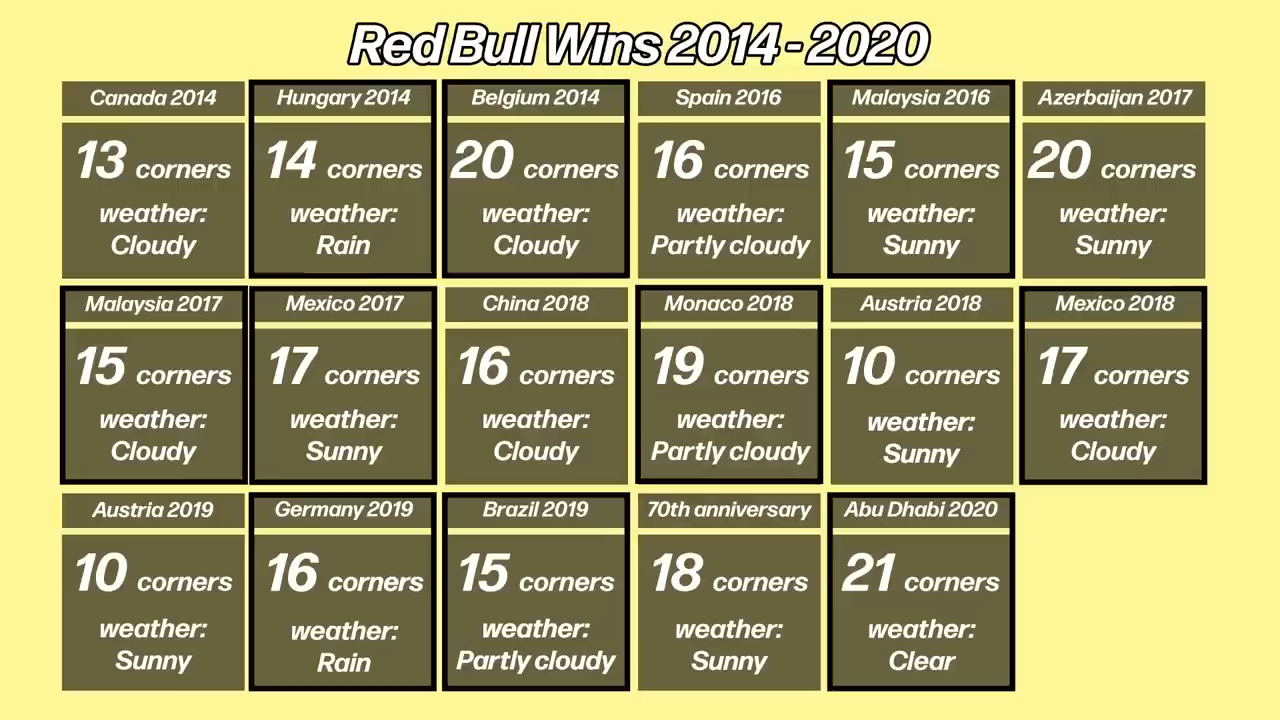 Red Bull Wins 2014 - 2020
Canada 2014
13 corners
weather:
Cloudy
Hungary 2014
14 corners
weather:
Rain
Belgium 2014
20 corners
weather:
Cloudy
Spain 2016
16 corners
weather:
Partly cloudy
Malaysia 2016
15 corners
weather:
Sunny
Azerbaijan 2017
20 corners
weather:
Sunny
Malaysia 2017
15 corners
weather:
Cloudy
Mexico 2017
17 corners
weather:
Sunny
China 2018
16 corners
weather:
Cloudy
Monaco 2018
19 corners
weather:
Partly cloudy
Austria 2018
10 corners
weather:
Sunny
Mexico 2018
17 corners
weather:
Cloudy
Austria 2019
10 corners
weather:
Sunny
Germany 2019
16 corners
weather:
Rain
Brazil 2019
15 corners
weather:
Partly cloudy
70th anniversary
18 corners
weather:
Sunny
Abu Dhabi 2020
21 corners
weather:
Clear